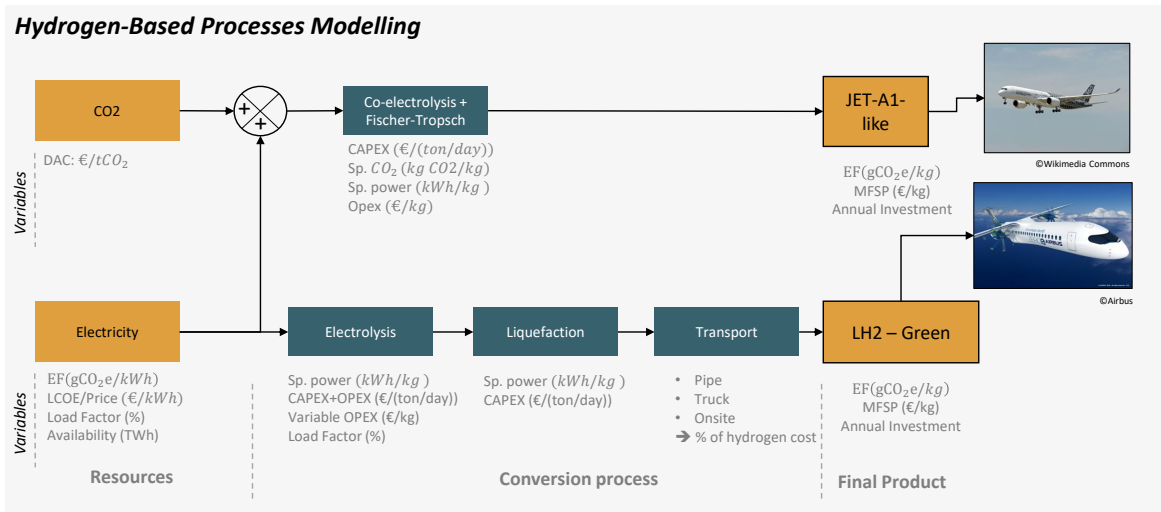 Hydrogen-Based Processes Modelling
CO2
+
+
Co-electrolysis +
Fischer-Tropsch
JET-A1-
like
©Wikimedia Commons
Variables
DAC: €/tCO₂
CAPEX (€/(ton/day))
Sp. CO₂ (kg CO2/kg)
Sp. power (kWh/kg )
Opex (€/kg)
EF(gCO₂e/kg)
MFSP (€/kg)
Annual Investment
AIRBUS
©Airbus
Electricity
Electrolysis
Liquefaction
Transport
LH2 – Green
Variables
EF(gCO₂e/kWh)
LCOE/Price (€/kWh)
Load Factor (%)
Availability (TWh)
Sp. power (kWh/kg )
CAPEX+OPEX (€/(ton/day))
Variable OPEX (€/kg)
Load Factor (%)
Sp. power (kWh/kg )
CAPEX (€/(ton/day))
• Pipe
• Truck
• Onsite
➔ % of hydrogen cost
EF(gCO₂e/kg)
MFSP (€/kg)
Annual Investment
Resources
Conversion process
Final Product